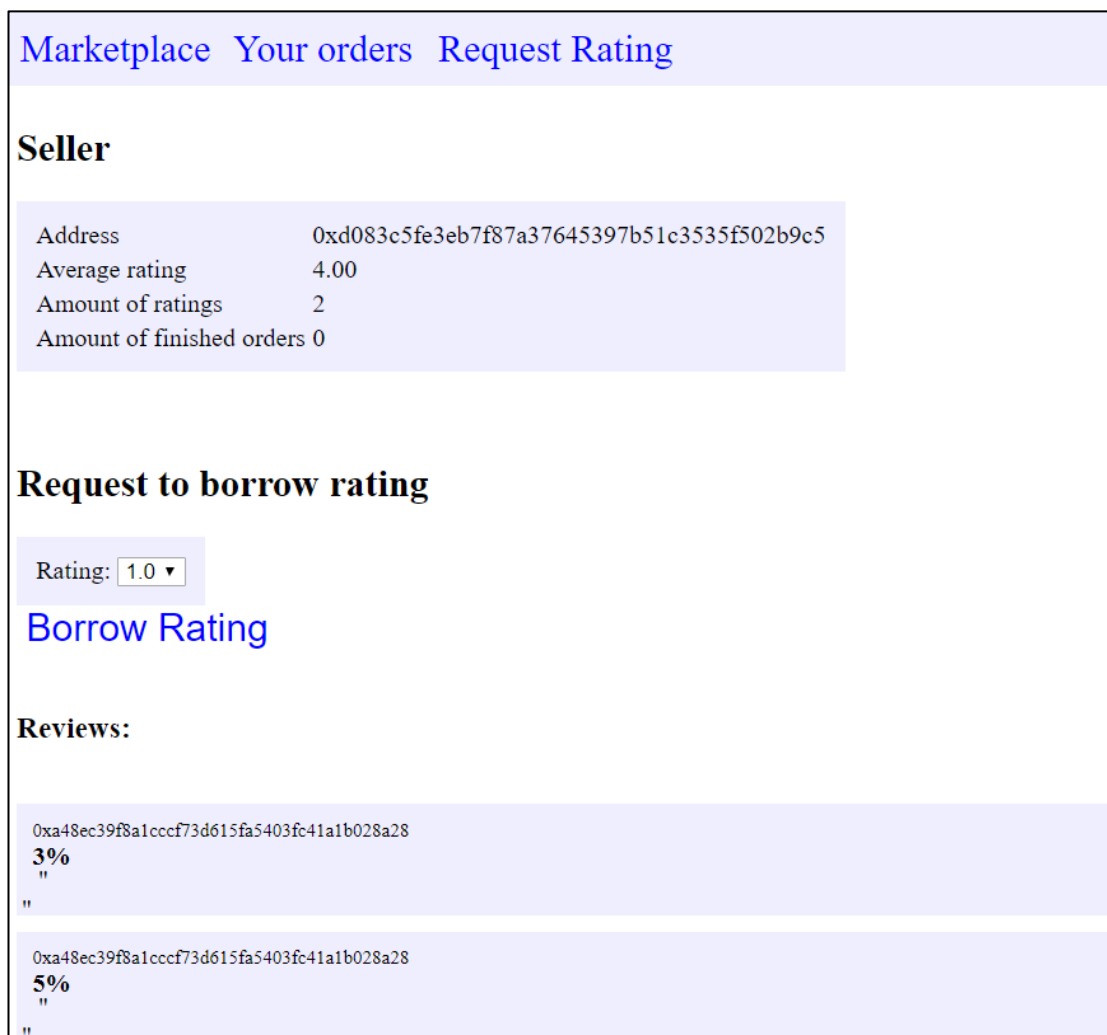 Marketplace Your orders Request Rating
Seller
Address 0xd083c5fe3eb7f87a37645397b51c3535f502b9c5
Average rating 4.00
Amount of ratings 2
Amount of finished orders 0
Request to borrow rating
Rating: 1.0
Borrow Rating
Reviews:
0xa48ec39f8a1cccf73d615fa5403fc41a1b028a28
3%
"
"
0xa48ec39f8a1cccf73d615fa5403fc41a1b028a28
5%
"
"